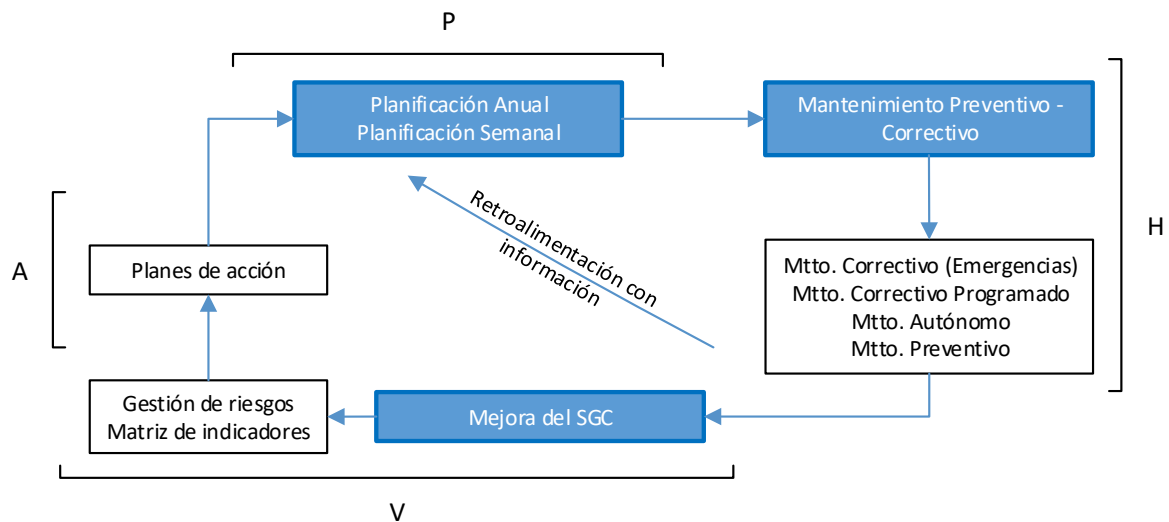 P
Planificación Anual
Planificación Semanal
Mantenimiento Preventivo -
Correctivo
H
Retroalimentación con
información
A
Planes de acción
Mtto. Correctivo (Emergencias)
Mtto. Correctivo Programado
Mtto. Autónomo
Mtto. Preventivo
Gestión de riesgos
Matriz de indicadores
Mejora del SGC
V